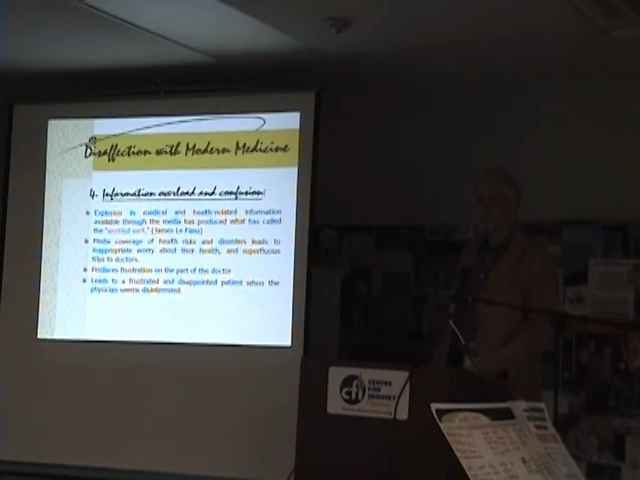 Disaffection with Modern Medicine
4. Information overload and confusion:
Explosion in medical and health-related information
available through the media has produced what has called
the "worried well." (James Le Fanu)
Media coverage of health risks and disorders leads to
inappropriate worry about their health, and superfluous
trips to doctors.
Produces frustration on the part of the doctor
Leads to a frustrated and disappointed patient when the
physician seems disinterested.
cfi
CENTRE
FOR
INQUIRY